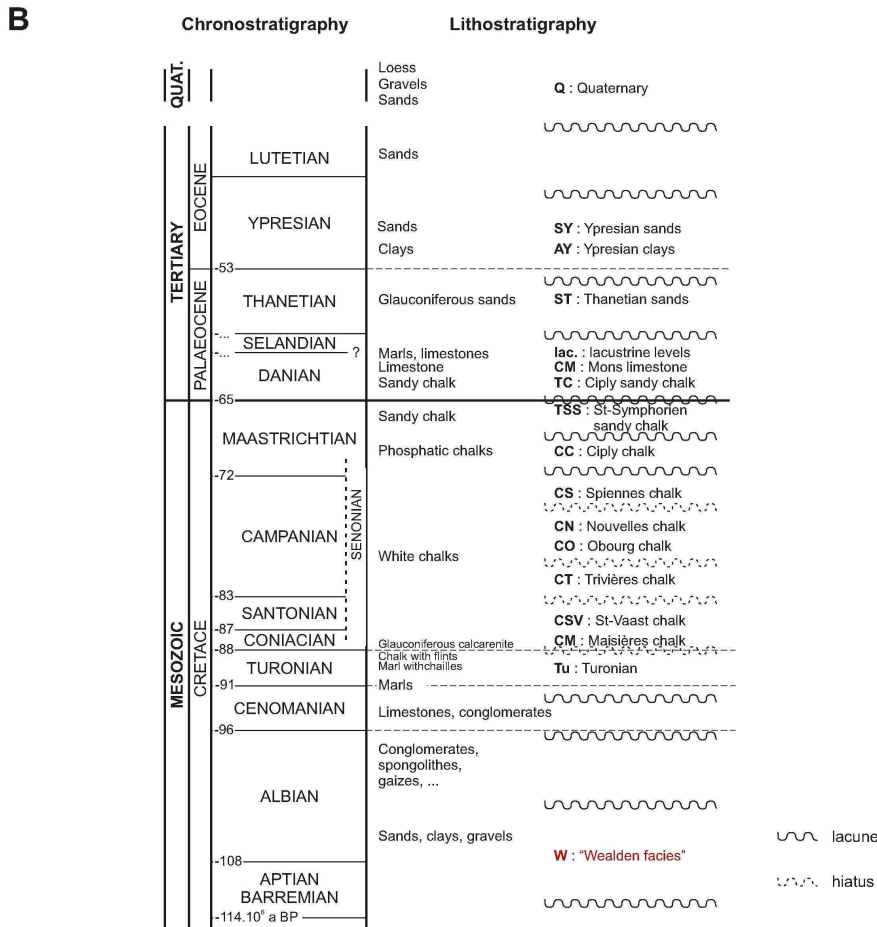 B
Chronostratigraphy
Lithostratigraphy
QUAT.
Loess
Gravels
Sands
Q : Quaternary
TERTIARY
EOCENE
LUTETIAN
Sands
YPRESIAN
Sands
SY : Ypresian sands
Clays
AY : Ypresian clays
-53
PALAEOCENE
THANETIAN
Glauconiferous sands
ST : Thanetian sands
-...
SELANDIAN
-... ?
Marls, limestones
lac. : lacustrine levels
Limestone
CM : Mons limestone
DANIAN
Sandy chalk
TC : Ciply sandy chalk
-65
MESOZOIC
CRETACE
Sandy chalk
TSS : St-Symphorien
sandy chalk
MAASTRICHTIAN
Phosphatic chalks
CC : Ciply chalk
-72
SENONIAN
CS : Spiennes chalk
CAMPANIAN
CN : Nouvelles chalk
CO : Obourg chalk
White chalks
CT : Trivières chalk
-83
SANTONIAN
CSV : St-Vaast chalk
-87
CONIACIAN
Glauconiferous calcarenite
CM : Maisières chalk
-88
Chalk with flints
TURONIAN
Marl withchailles
Tu : Turonian
-91
Marls
CENOMANIAN
Limestones, conglomerates
-96
Conglomerates,
spongolithes,
gaizes, ...
ALBIAN
Sands, clays, gravels
lacune
W : “Wealden facies”
-108
APTIAN
hiatus
BARREMIAN
-114.10⁶ a BP